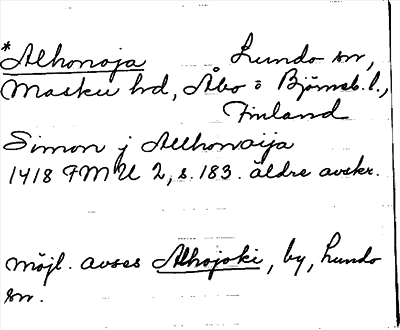 *Alhonoja Lundo sn,
Masku hd, Åbo o Björneb. l.,
Finland
Simon j Allhonaija
1418 FMU 2, s. 183. äldre avskr.
möjl. avses Alhojoki, by, Lundo
sn.